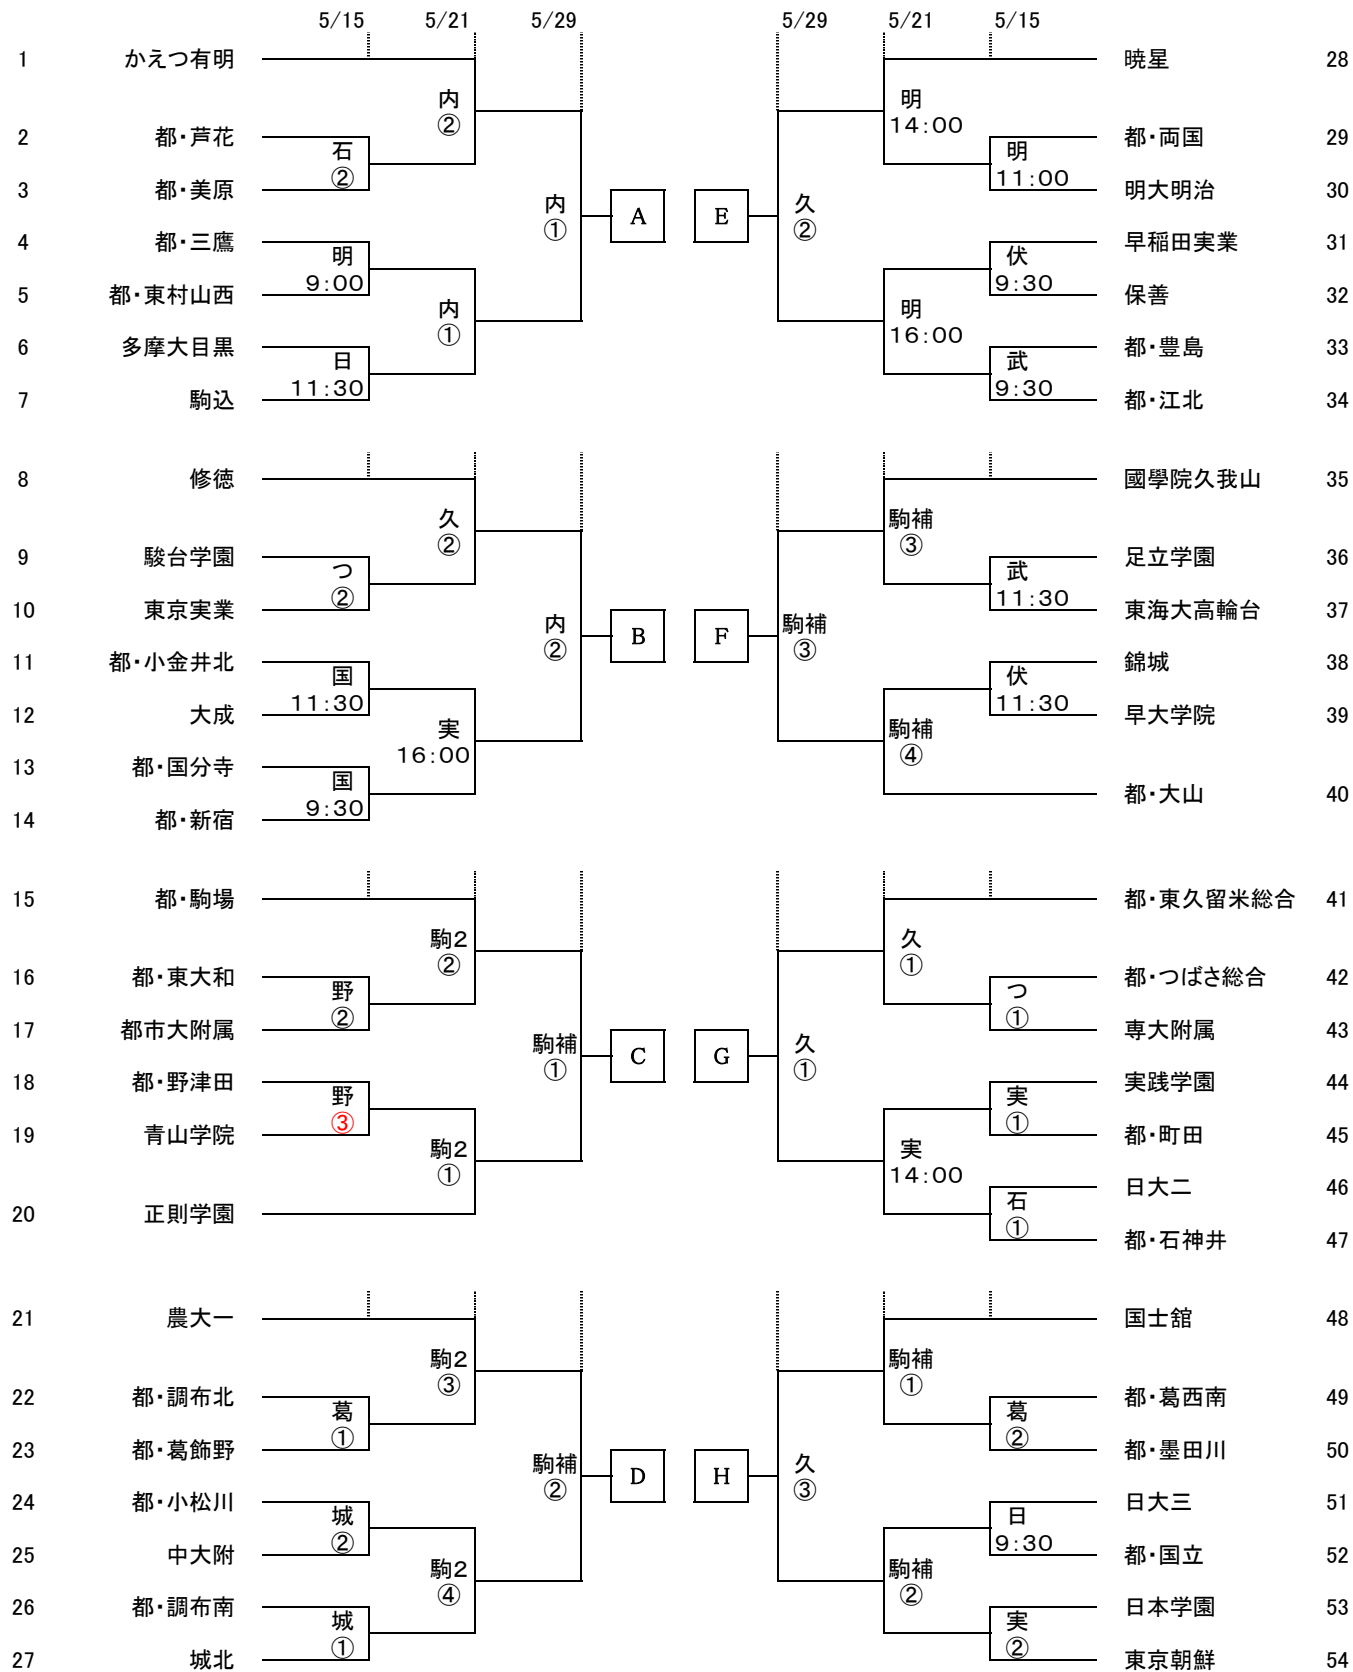 5/15 5/21 5/29 5/29 5/21 5/15
1 かえつ有明 暁星 28
内 明
② 14:00
2 都・芦花 都・両国 29
石 明
② 11:00
3 都・美原 明大明治 30
内 A E 久
① ②
4 都・三鷹 早稲田実業 31
明 伏
9:00 9:30
5 都・東村山西 保善 32
内 明
① 16:00
6 多摩大目黒 都・豊島 33
日 武
11:30 9:30
7 駒込 都・江北 34
8 修徳 國學院久我山 35
久 駒補
② ③
9 駿台学園 足立学園 36
つ 武
② 11:30
10 東京実業 東海大高輪台 37
内 B F 駒補
② ③
11 都・小金井北 錦城 38
国 伏
11:30 11:30
12 大成 早大学院 39
実 駒補
16:00 ④
13 都・国分寺
国 都・大山 40
9:30
14 都・新宿
15 都・駒場 都・東久留米総合 41
駒2 久
② ①
16 都・東大和 都・つばさ総合 42
野 つ
② ①
17 都市大附属 専大附属 43
駒補 C G 久
① ①
18 都・野津田 実践学園 44
野 実
③ ①
19 青山学院 都・町田 45
駒2 実
① 14:00
日大二 46
20 正則学園 石
①
都・石神井 47
21 農大一 国士舘 48
駒2 駒補
③ ①
22 都・調布北 都・葛西南 49
葛 葛
① ②
23 都・葛飾野 都・墨田川 50
駒補 D H 久
② ③
24 都・小松川 日大三 51
城 日
② 9:30
25 中大附 都・国立 52
駒2 駒補
④ ②
26 都・調布南 日本学園 53
城 実
① ②
27 城北 東京朝鮮 54